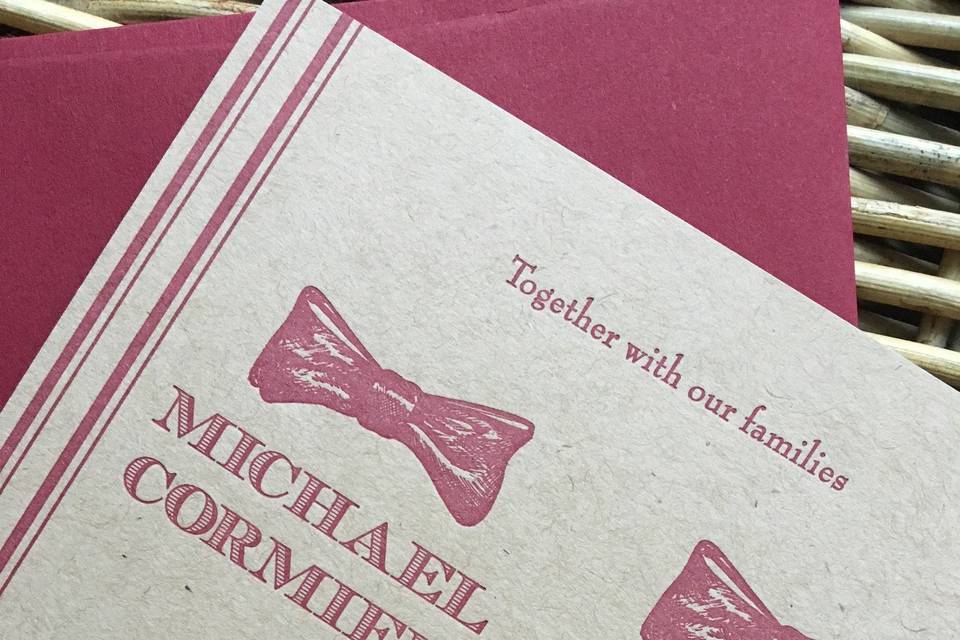 Together with our families
MICHAEL